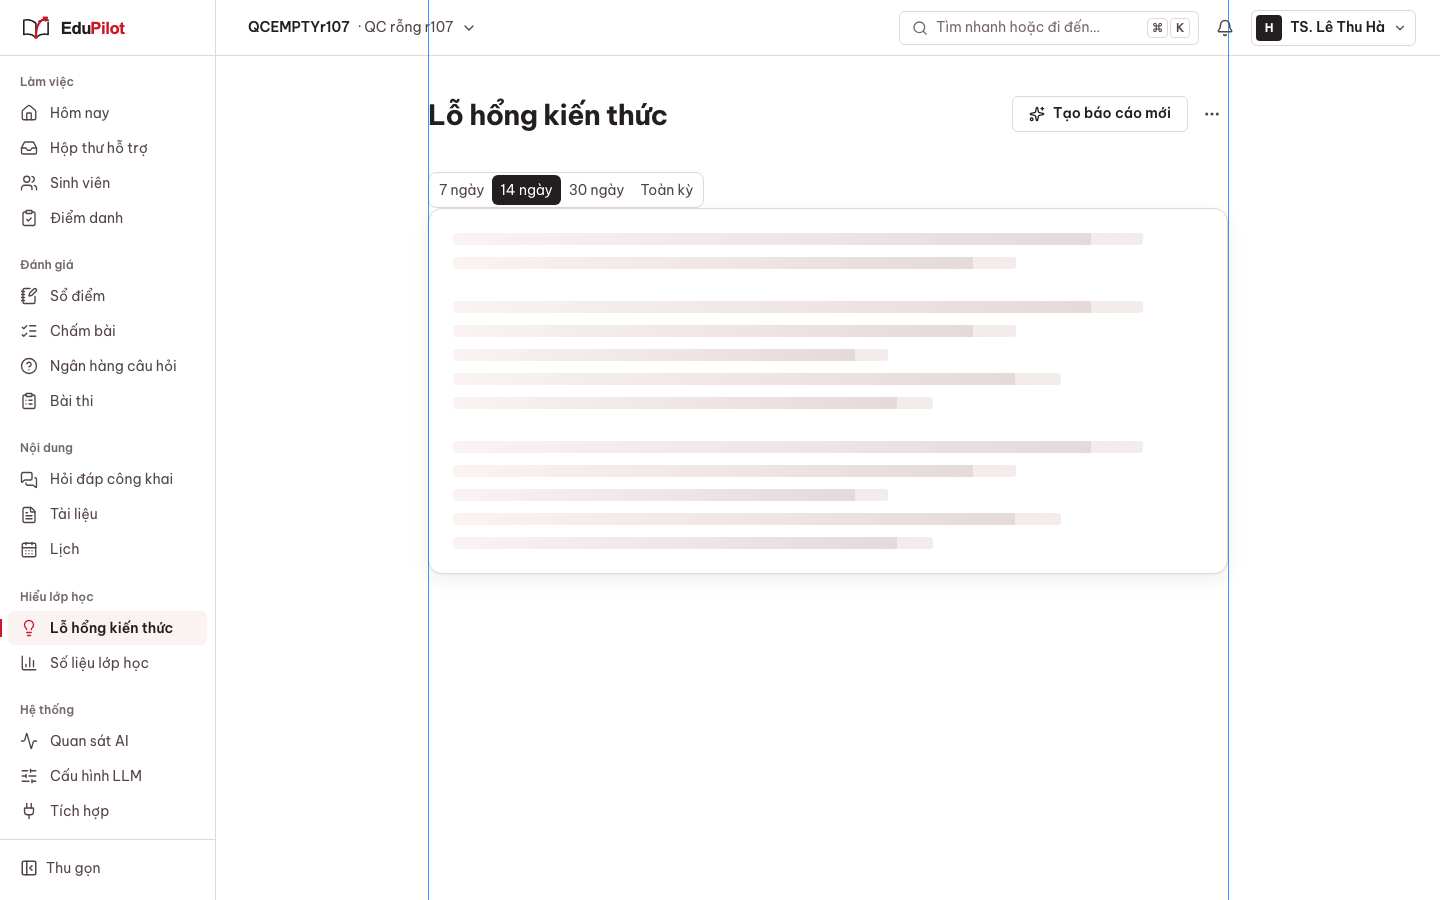 EduPilot
QCEMPTYr107 · QC rỗng r107
Tìm nhanh hoặc đi đến...
⌘ K
H TS. Lê Thu Hà
Làm việc
Hôm nay
Hộp thư hỗ trợ
Sinh viên
Điểm danh
Đánh giá
Sổ điểm
Chấm bài
Ngân hàng câu hỏi
Bài thi
Nội dung
Hỏi đáp công khai
Tài liệu
Lịch
Hiểu lớp học
Lỗ hổng kiến thức
Số liệu lớp học
Hệ thống
Quan sát AI
Cấu hình LLM
Tích hợp
Thu gọn
Lỗ hổng kiến thức
Tạo báo cáo mới
7 ngày 14 ngày 30 ngày Toàn kỳ